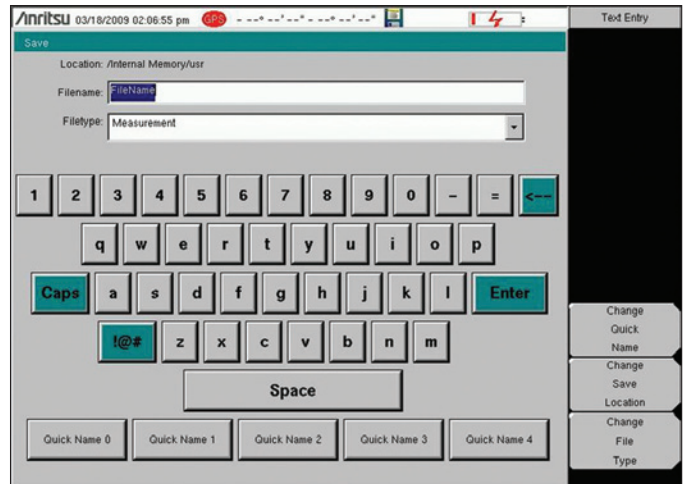 /Inritsu 03/18/2009 02:06:55 pm GPS - --°--'--"- --°--'--"
Text Entry
Save
Location: /Internal Memory/usr
Filename: FileName
Filetype: Measurement
1 2 3 4 5 6 7 8 9 0 - = <--
q w e r t y u i o p
Caps a s d f g h j k l Enter
!@# z x c v b n m
Space
Quick Name 0 Quick Name 1 Quick Name 2 Quick Name 3 Quick Name 4
Change
Quick
Name
Change
Save
Location
Change
File
Type